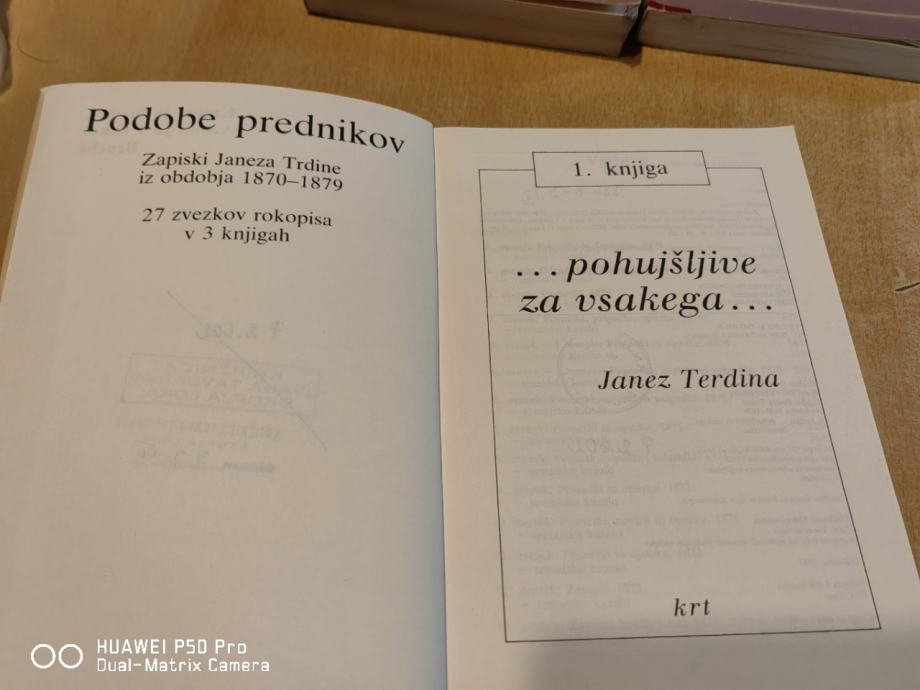 Podobe prednikov
Zapiski Janeza Trdine
iz obdobja 1870–1879
27 zvezkov rokopisa
v 3 knjigah
1. knjiga
...pohujšljive
za vsakega...
Janez Terdina
krt
HUAWEI P50 Pro
Dual-Matrix Camera